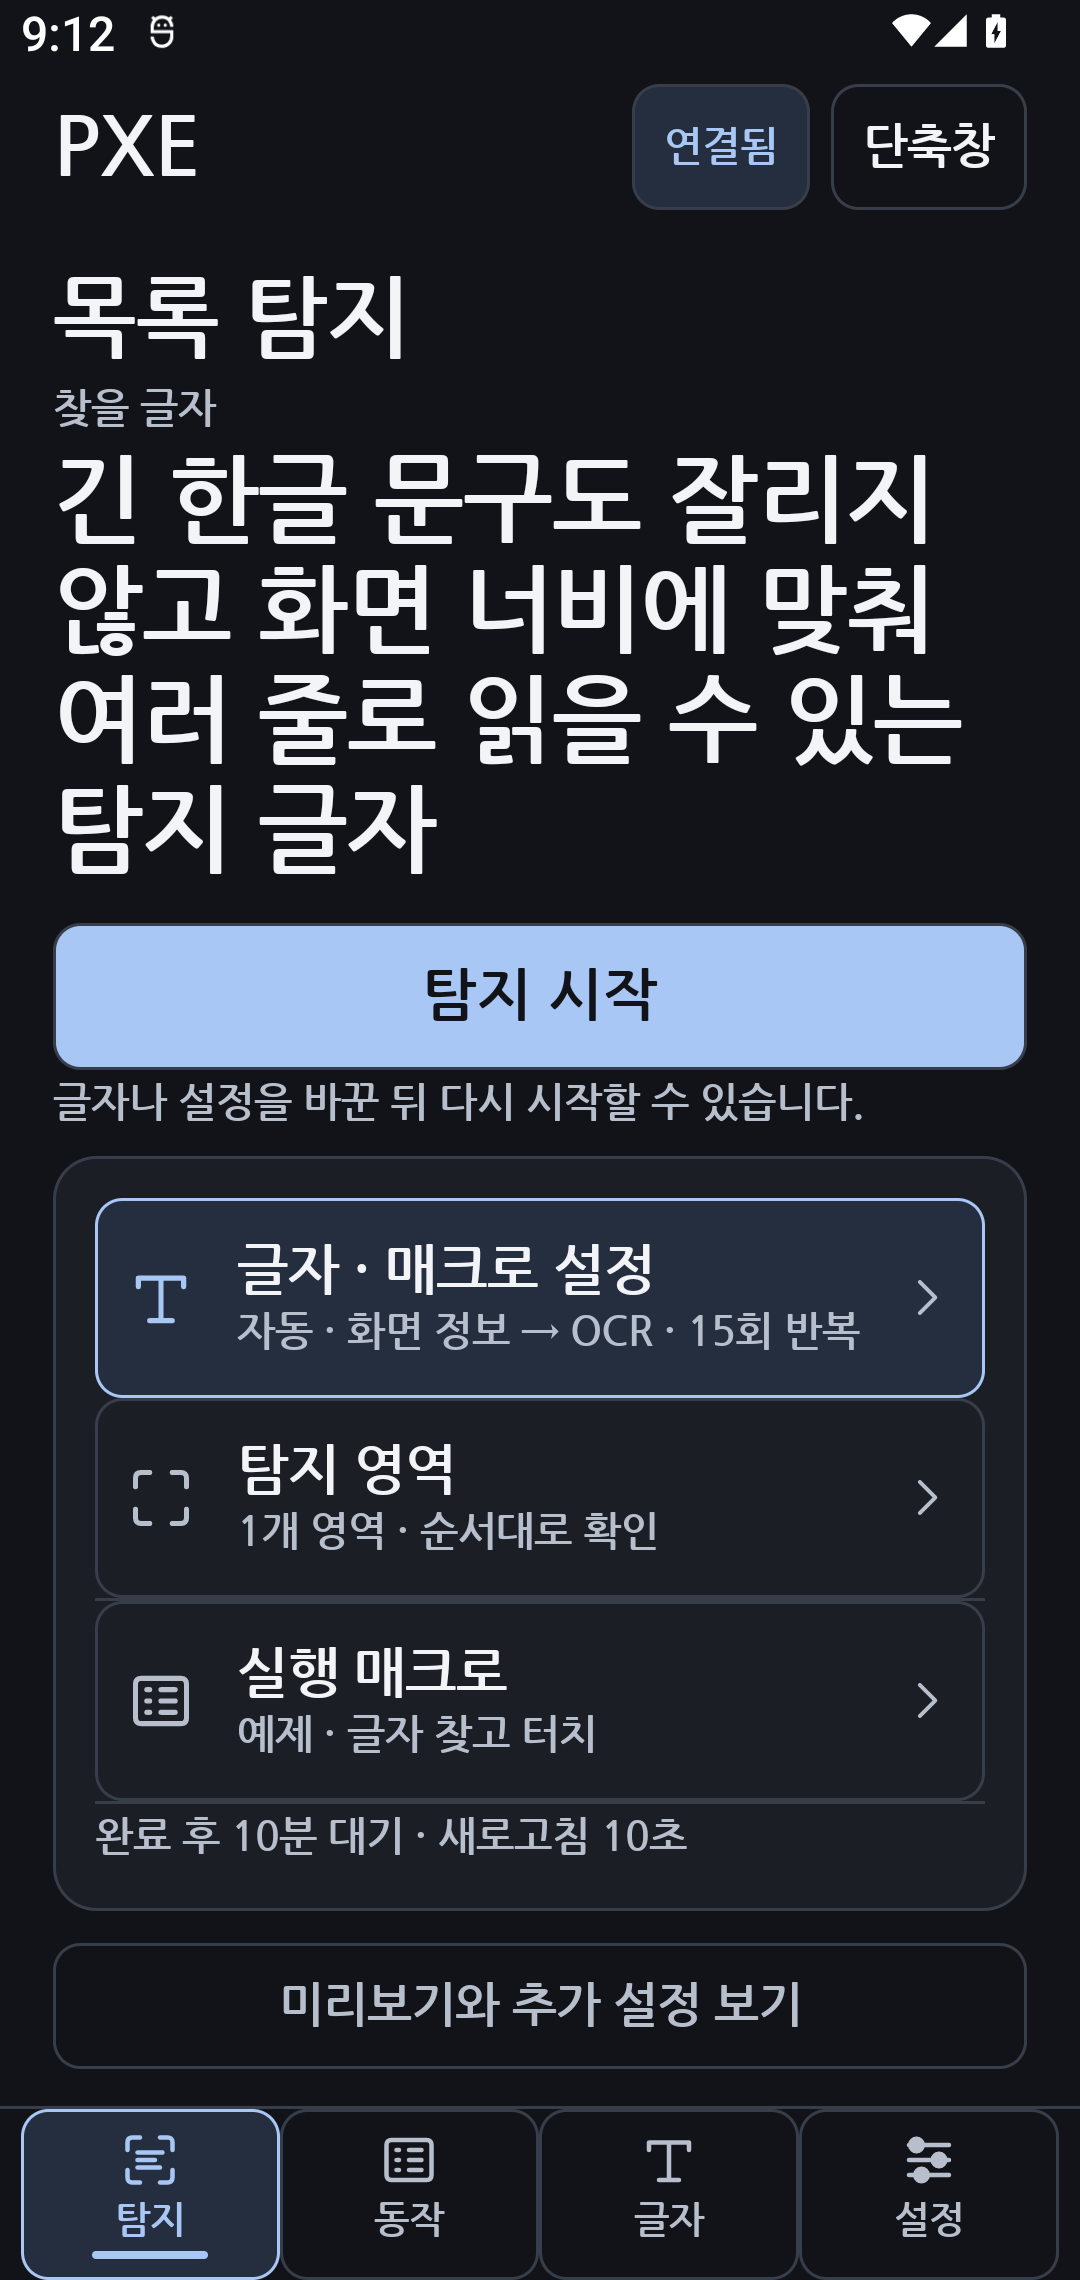 9:12
PXE
연결됨
단축창
목록 탐지
찾을 글자
긴 한글 문구도 잘리지
않고 화면 너비에 맞춰
여러 줄로 읽을 수 있는
탐지 글자
탐지 시작
글자나 설정을 바꾼 뒤 다시 시작할 수 있습니다.
글자 · 매크로 설정
자동 · 화면 정보 → OCR · 15회 반복
탐지 영역
1개 영역 · 순서대로 확인
실행 매크로
예제 · 글자 찾고 터치
완료 후 10분 대기 · 새로고침 10초
미리보기와 추가 설정 보기
탐지
동작
글자
설정